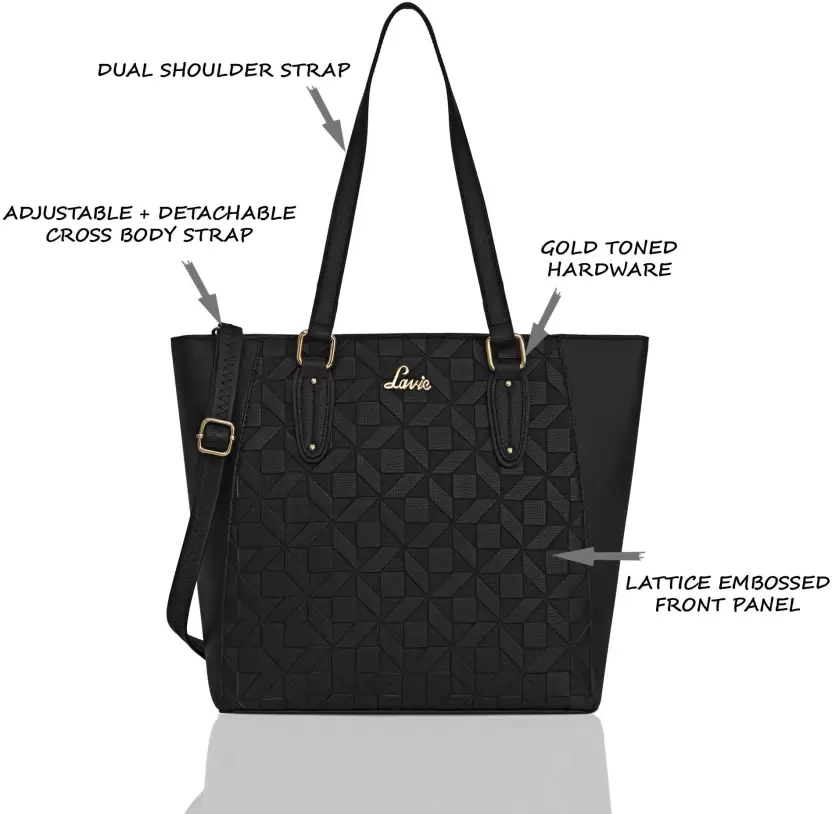 DUAL SHOULDER STRAP
ADJUSTABLE + DETACHABLE
CROSS BODY STRAP
GOLD TONED
HARDWARE
Lavie
LATTICE EMBOSSED
FRONT PANEL